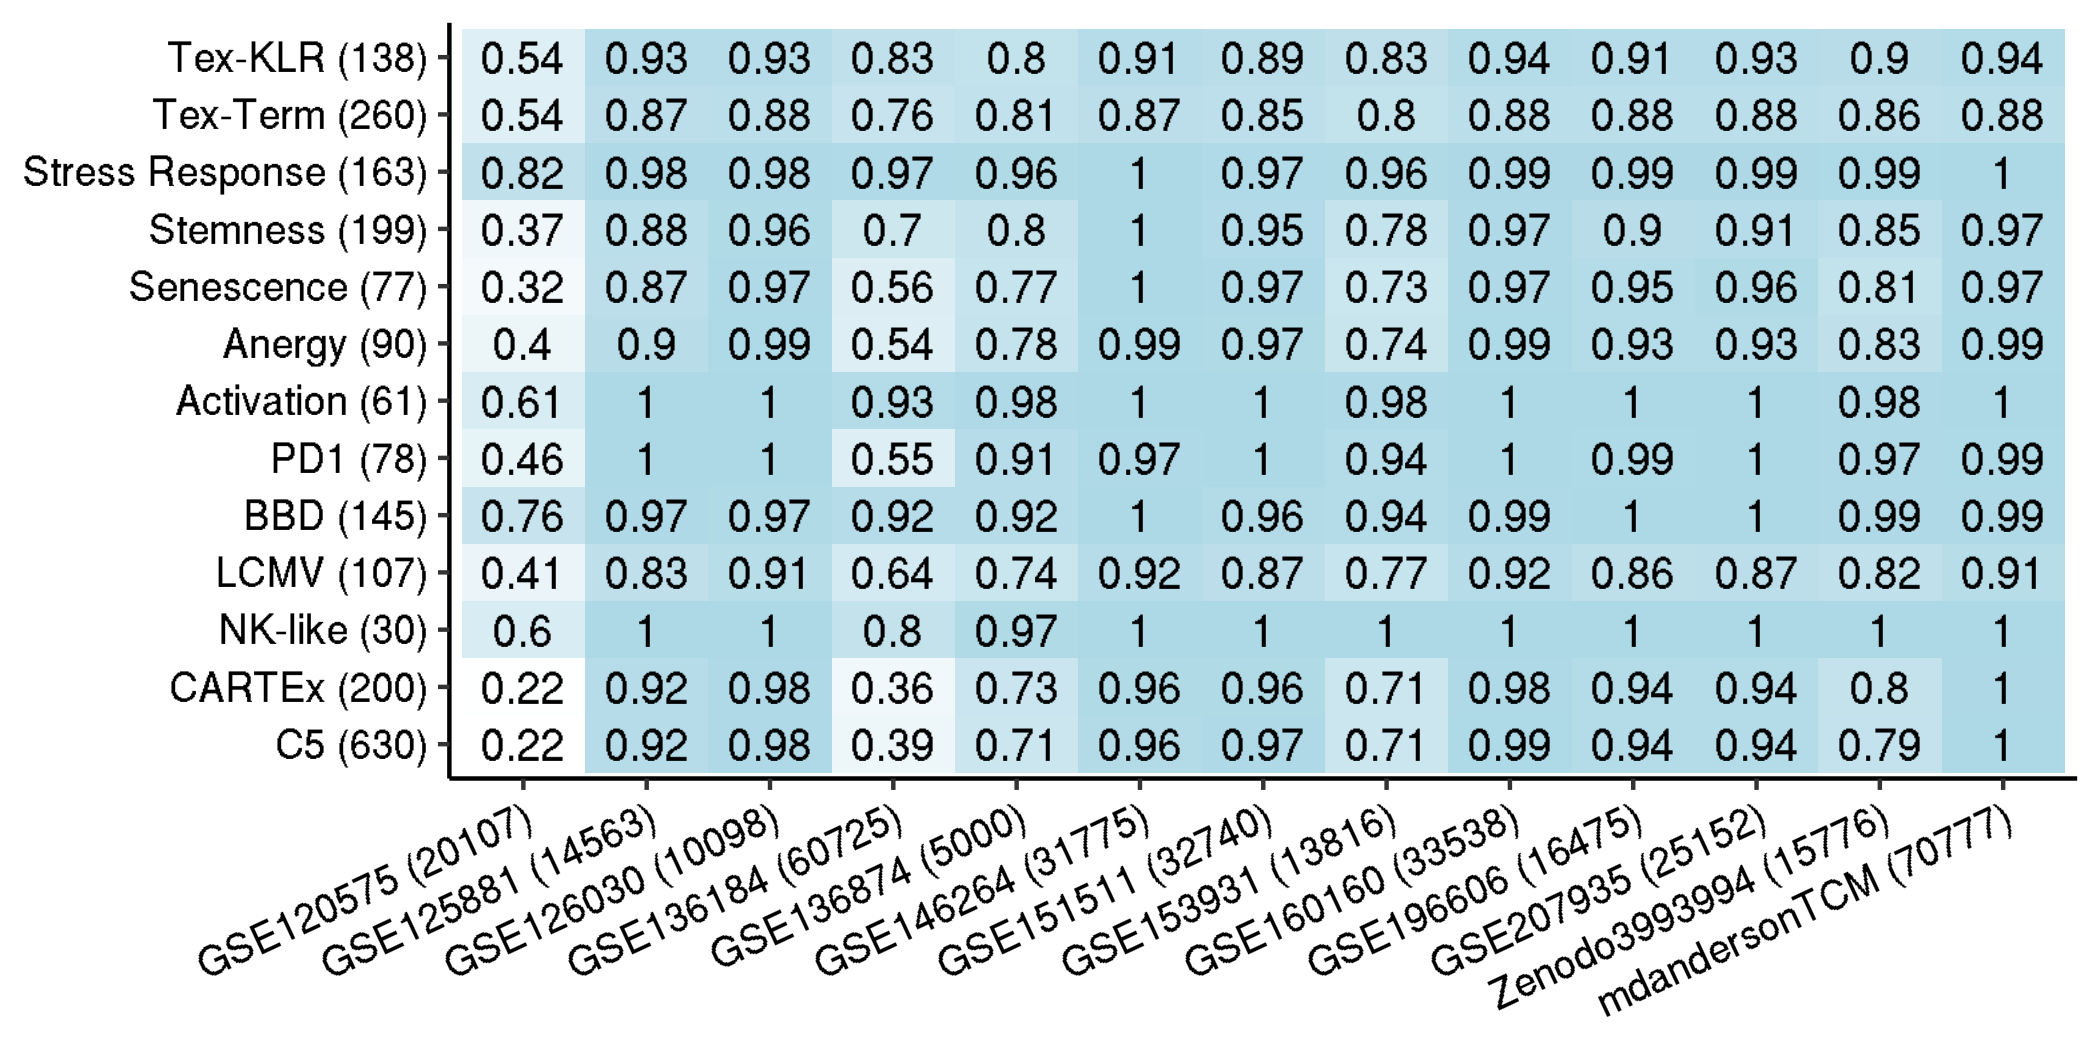 Tex-KLR (138) 0.54 0.93 0.93 0.83 0.8 0.91 0.89 0.83 0.94 0.91 0.93 0.9 0.94
Tex-Term (260) 0.54 0.87 0.88 0.76 0.81 0.87 0.85 0.8 0.88 0.88 0.88 0.86 0.88
Stress Response (163) 0.82 0.98 0.98 0.97 0.96 1 0.97 0.96 0.99 0.99 0.99 0.99 1
Stemness (199) 0.37 0.88 0.96 0.7 0.8 1 0.95 0.78 0.97 0.9 0.91 0.85 0.97
Senescence (77) 0.32 0.87 0.97 0.56 0.77 1 0.97 0.73 0.97 0.95 0.96 0.81 0.97
Anergy (90) 0.4 0.9 0.99 0.54 0.78 0.99 0.97 0.74 0.99 0.93 0.93 0.83 0.99
Activation (61) 0.61 1 1 0.93 0.98 1 1 0.98 1 1 1 0.98 1
PD1 (78) 0.46 1 1 0.55 0.91 0.97 1 0.94 1 0.99 1 0.97 0.99
BBD (145) 0.76 0.97 0.97 0.92 0.92 1 0.96 0.94 0.99 1 1 0.99 0.99
LCMV (107) 0.41 0.83 0.91 0.64 0.74 0.92 0.87 0.77 0.92 0.86 0.87 0.82 0.91
NK-like (30) 0.6 1 1 0.8 0.97 1 1 1 1 1 1 1 1
CARTEx (200) 0.22 0.92 0.98 0.36 0.73 0.96 0.96 0.71 0.98 0.94 0.94 0.8 1
C5 (630) 0.22 0.92 0.98 0.39 0.71 0.96 0.97 0.71 0.99 0.94 0.94 0.79 1
GSE120575 (20107)
GSE125881 (14563)
GSE126030 (10098)
GSE136184 (60725)
GSE136874 (5000)
GSE146264 (31775)
GSE151511 (32740)
GSE153931 (13816)
GSE160160 (33538)
GSE196606 (16475)
GSE207935 (25152)
Zenodo3993994 (15776)
mdandersonTCM (70777)